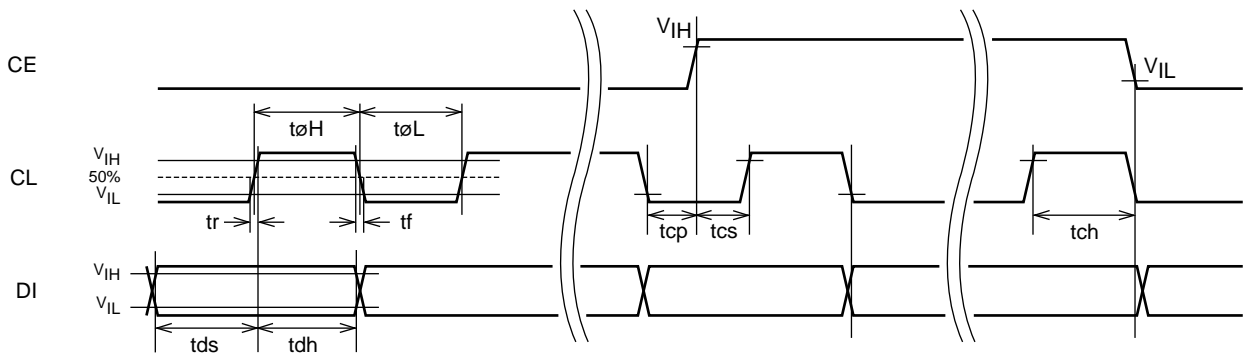 VIH
CE
VIL
tøH
tøL
VIH
CL
50%
VIL
tr
tf
tcp
tcs
tch
VIH
DI
VIL
tds
tdh